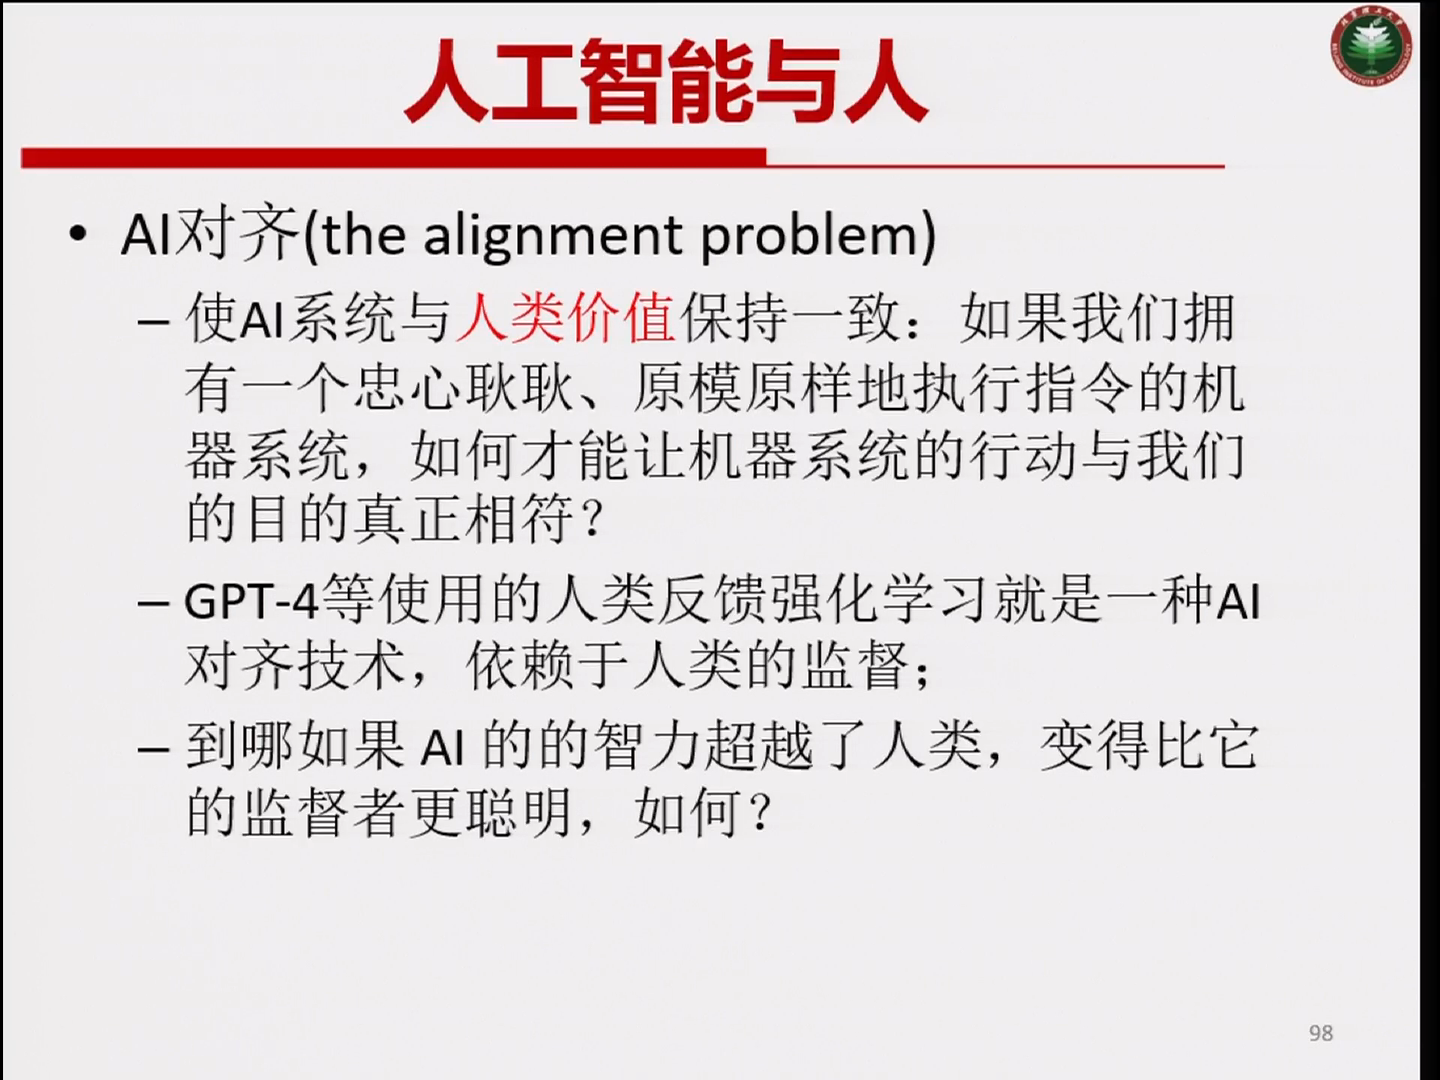 人工智能与人
• AI对齐(the alignment problem)
– 使AI系统与人类价值保持一致：如果我们拥
有一个忠心耿耿、原模原样地执行指令的机
器系统，如何才能让机器系统的行动与我们
的目的真正相符？
– GPT-4等使用的人类反馈强化学习就是一种AI
对齐技术，依赖于人类的监督；
– 到哪如果 AI 的的智力超越了人类，变得比它
的监督者更聪明，如何？
98